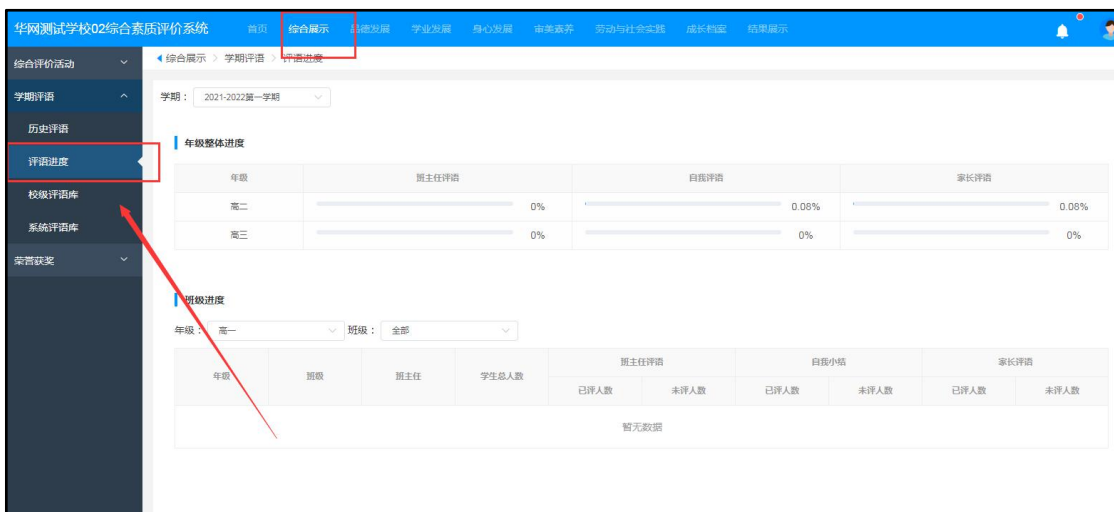 华网测试学校02综合素质评价系统 首页 综合展示 品德发展 学业发展 身心发展 审美素养 劳动与社会实践 成长档案 结果展示
综合评价活动
学期评语
历史评语
评语进度
校级评语库
系统评语库
荣誉获奖
综合展示 > 学期评语 > 评语进度
学期： 2021-2022第一学期
年级整体进度
年级 班主任评语 自我评语 家长评语
高二 0% 0.08% 0.08%
高三 0% 0% 0%
班级进度
年级： 高一 班级： 全部
年级 班级 班主任 学生总人数 班主任评语 自我小结 家长评语
已评人数 未评人数 已评人数 未评人数 已评人数 未评人数
暂无数据